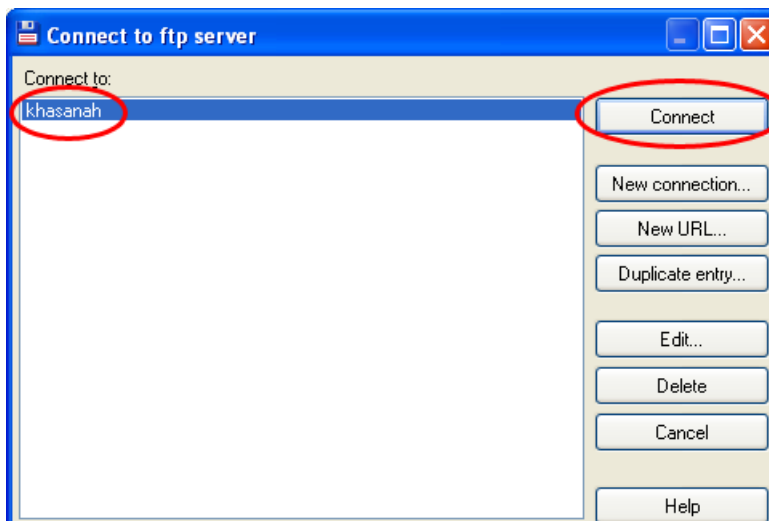 Connect to ftp server
Connect to:
khasanah
Connect
New connection...
New URL...
Duplicate entry...
Edit...
Delete
Cancel
Help